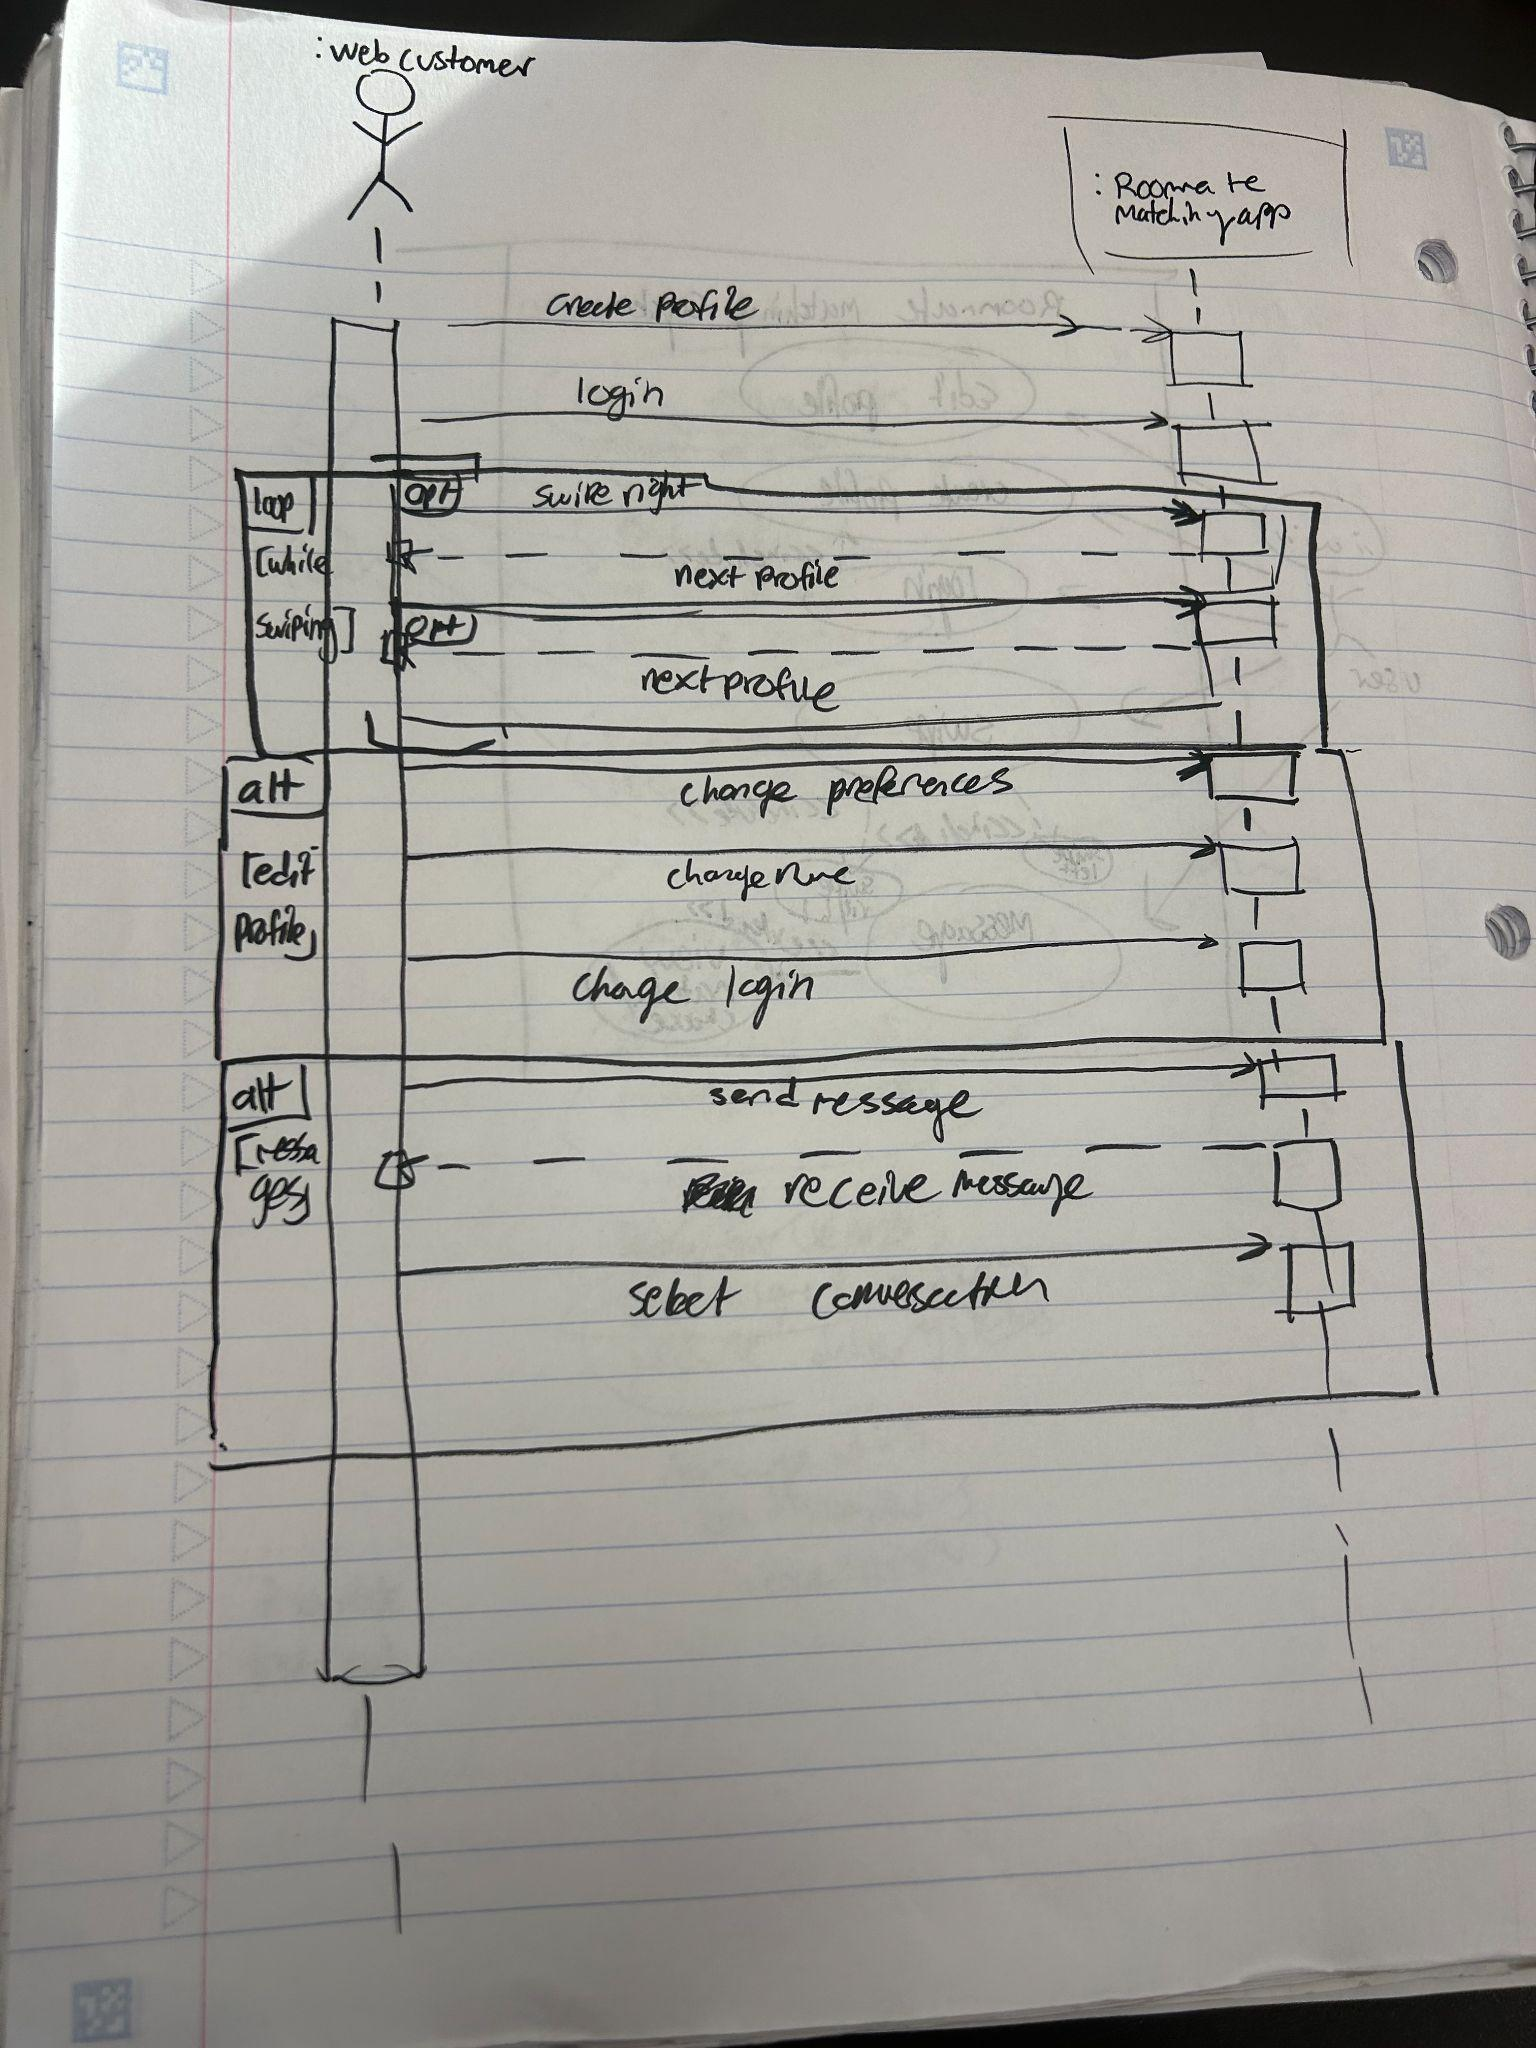 : web customer
: Roommate
Matching app
create profile
login
loop
opt
swipe right
[while
next profile
swiping]
opt
next profile
alt
change preferences
[edit
change name
profile]
change login
alt
send message
[messa
ges]
receive message
select conversation